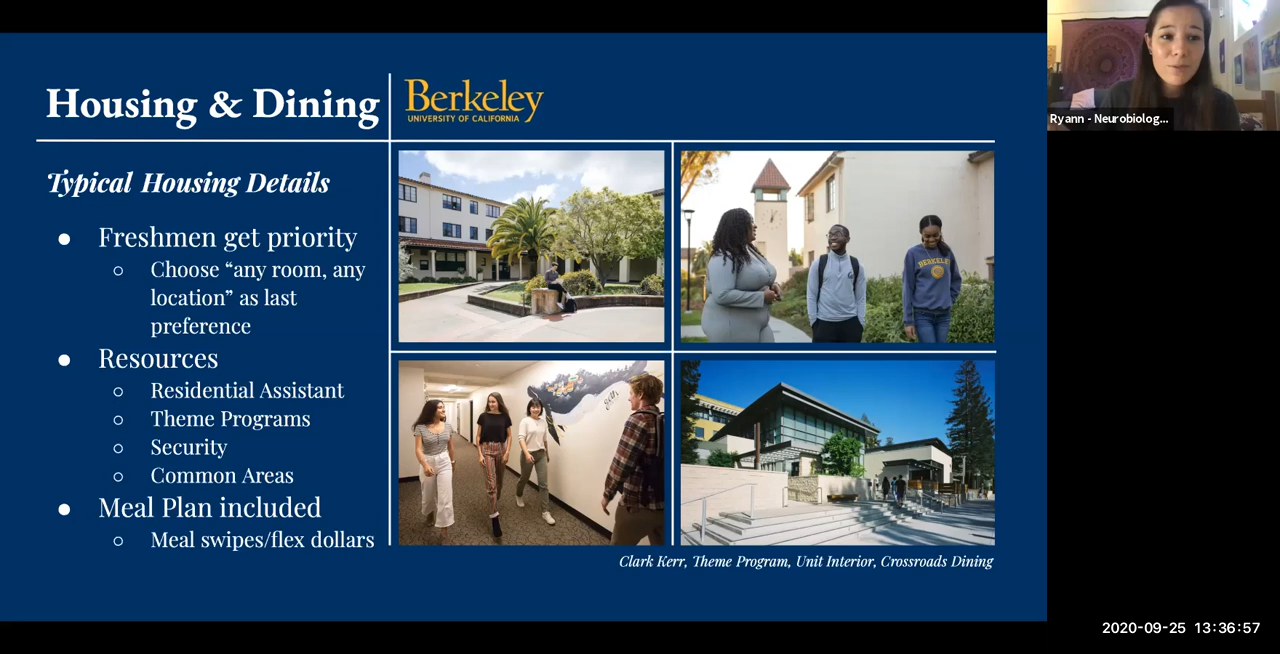 Housing & Dining
Berkeley
UNIVERSITY OF CALIFORNIA
Typical Housing Details
● Freshmen get priority
○ Choose “any room, any
location” as last
preference
● Resources
○ Residential Assistant
○ Theme Programs
○ Security
○ Common Areas
● Meal Plan included
○ Meal swipes/flex dollars
BERKELEY
Clark Kerr, Theme Program, Unit Interior, Crossroads Dining
Ryann - Neurobiolog...
2020-09-25 13:36:57